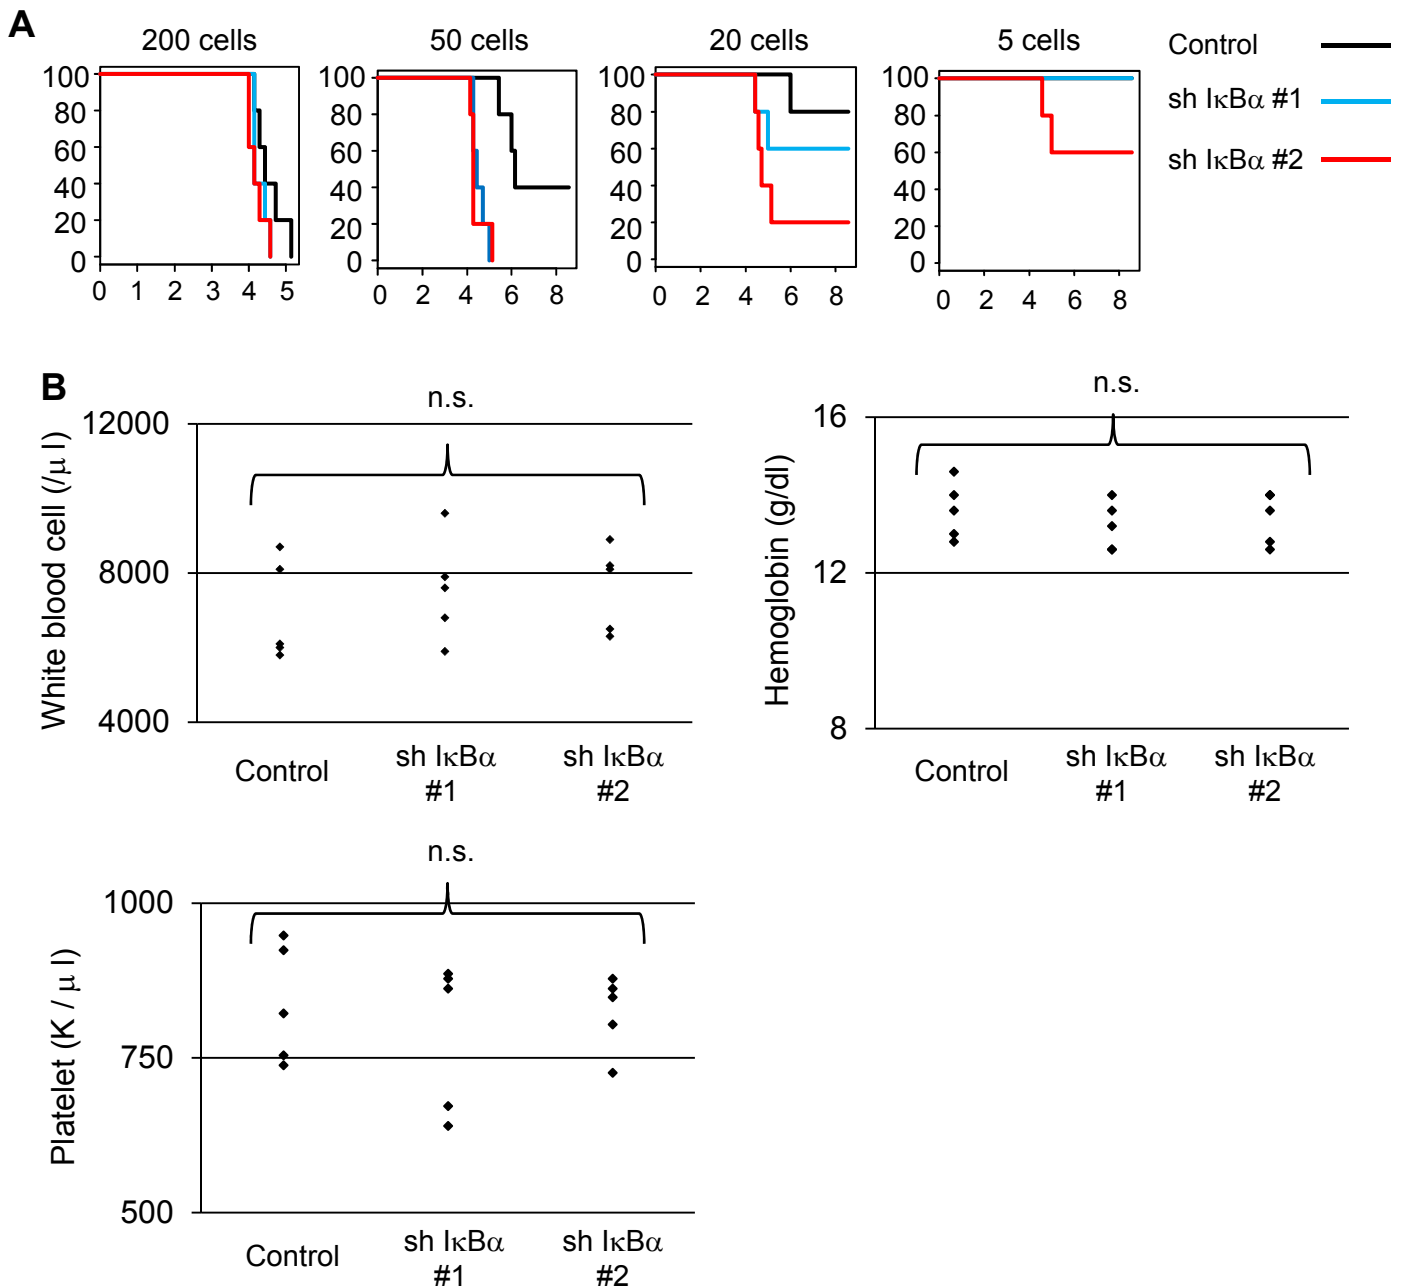 A
200 cells
50 cells
20 cells
5 cells
Control
sh IκBα #1
sh IκBα #2
100
80
60
40
20
0
0 1 2 3 4 5
100
80
60
40
20
0
0 2 4 6 8
100
80
60
40
20
0
0 2 4 6 8
100
80
60
40
20
0
0 2 4 6 8
B
n.s.
White blood cell (/μ l)
12000
8000
4000
Control
sh IκBα
#1
sh IκBα
#2
n.s.
Hemoglobin (g/dl)
16
12
8
Control
sh IκBα
#1
sh IκBα
#2
n.s.
Platelet (K / μ l)
1000
750
500
Control
sh IκBα
#1
sh IκBα
#2